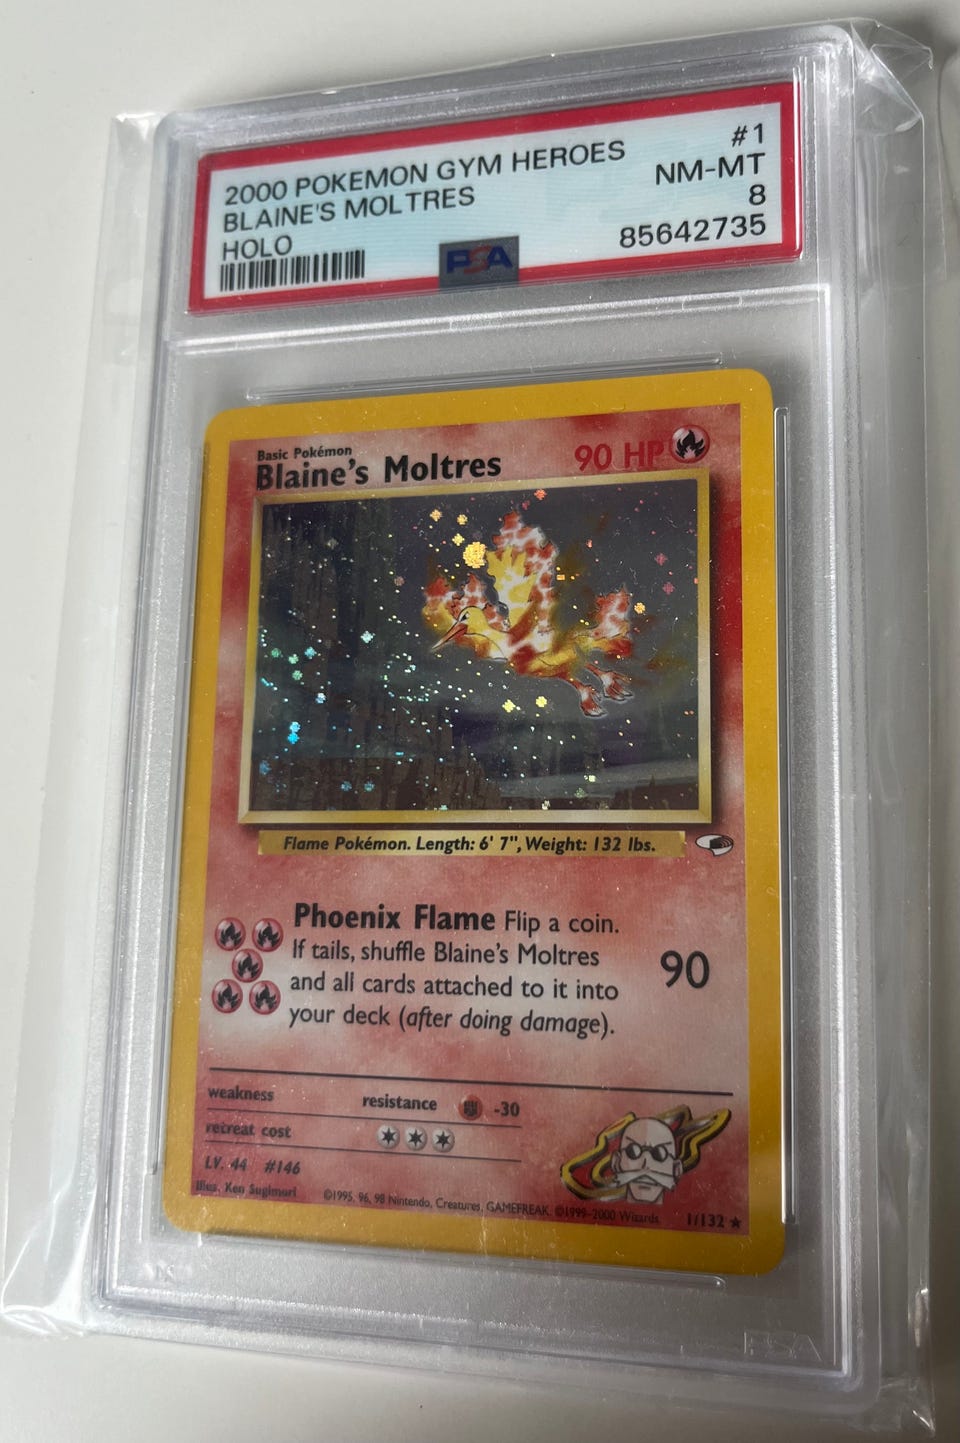 2000 POKEMON GYM HEROES #1
BLAINE'S MOLTRES NM-MT
HOLO 8
85642735
PSA
Basic Pokémon
Blaine's Moltres 90 HP
Flame Pokémon. Length: 6' 7", Weight: 132 lbs.
Phoenix Flame Flip a coin.
If tails, shuffle Blaine's Moltres
and all cards attached to it into
your deck (after doing damage).
90
weakness
resistance -30
retreat cost
LV. 44 #146
Illus. Ken Sugimori
©1995, 96, 98 Nintendo, Creatures, GAMEFREAK. ©1999-2000 Wizards.
1/132 ★
PSA